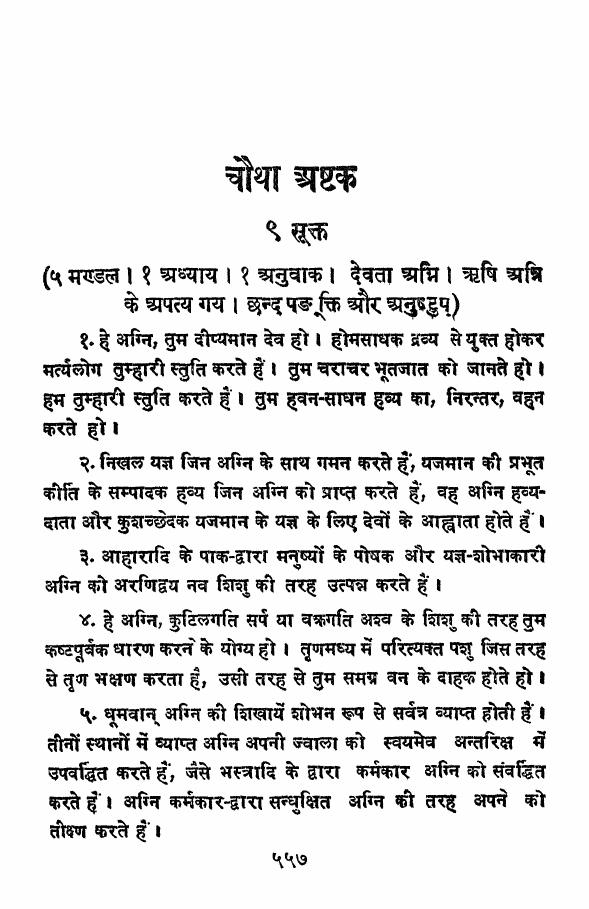 चौथा अष्टक
९ सूक्त
(५ मण्डल। १ अध्याय। १ अनुवाक। देवता अग्नि। ऋषि अत्रि
के अपत्य गय। छन्द पङ्क्ति और अनुष्टुप्)
१. हे अग्नि, तुम दीप्यमान देव हो। होमसाधक द्रव्य से युक्त होकर
मर्त्यलोग तुम्हारी स्तुति करते हैं। तुम चराचर भूतजात को जानते हो।
हम तुम्हारी स्तुति करते हैं। तुम हवन-साधन हव्य का, निरन्तर, वहन
करते हो।
२. निखिल यज्ञ जिन अग्नि के साथ गमन करते हैं, यजमान की प्रभूत
कीर्ति के सम्पादक हव्य जिन अग्नि को प्राप्त करते हैं, वह अग्नि हव्य-
दाता और कुशच्छेदक यजमान के यज्ञ के लिए देवों के आह्वाता होते हैं।
३. आहारादि के पाक-द्वारा मनुष्यों के पोषक और यज्ञ-शोभाकारी
अग्नि को अरणिद्वय नव शिशु की तरह उत्पन्न करते हैं।
४. हे अग्नि, कुटिलगति सर्प या वक्रगति अश्व के शिशु की तरह तुम
कष्टपूर्वक धारण करने के योग्य हो। तृणमध्य में परित्यक्त पशु जिस तरह
से तृण भक्षण करता है, उसी तरह से तुम समग्र वन के दाहक होते हो।
५. धूमवान् अग्नि की शिखायें शोभन रूप से सर्वत्र व्याप्त होती हैं।
तीनों स्थानों में व्याप्त अग्नि अपनी ज्वाला को स्वयमेव अन्तरिक्ष में
उपवर्द्धित करते हैं, जैसे भस्त्रादि के द्वारा कर्मकार अग्नि को संवर्द्धित
करते हैं। अग्नि कर्मकार-द्वारा सन्धुक्षित अग्नि की तरह अपने को
तीक्ष्ण करते हैं।
५५७